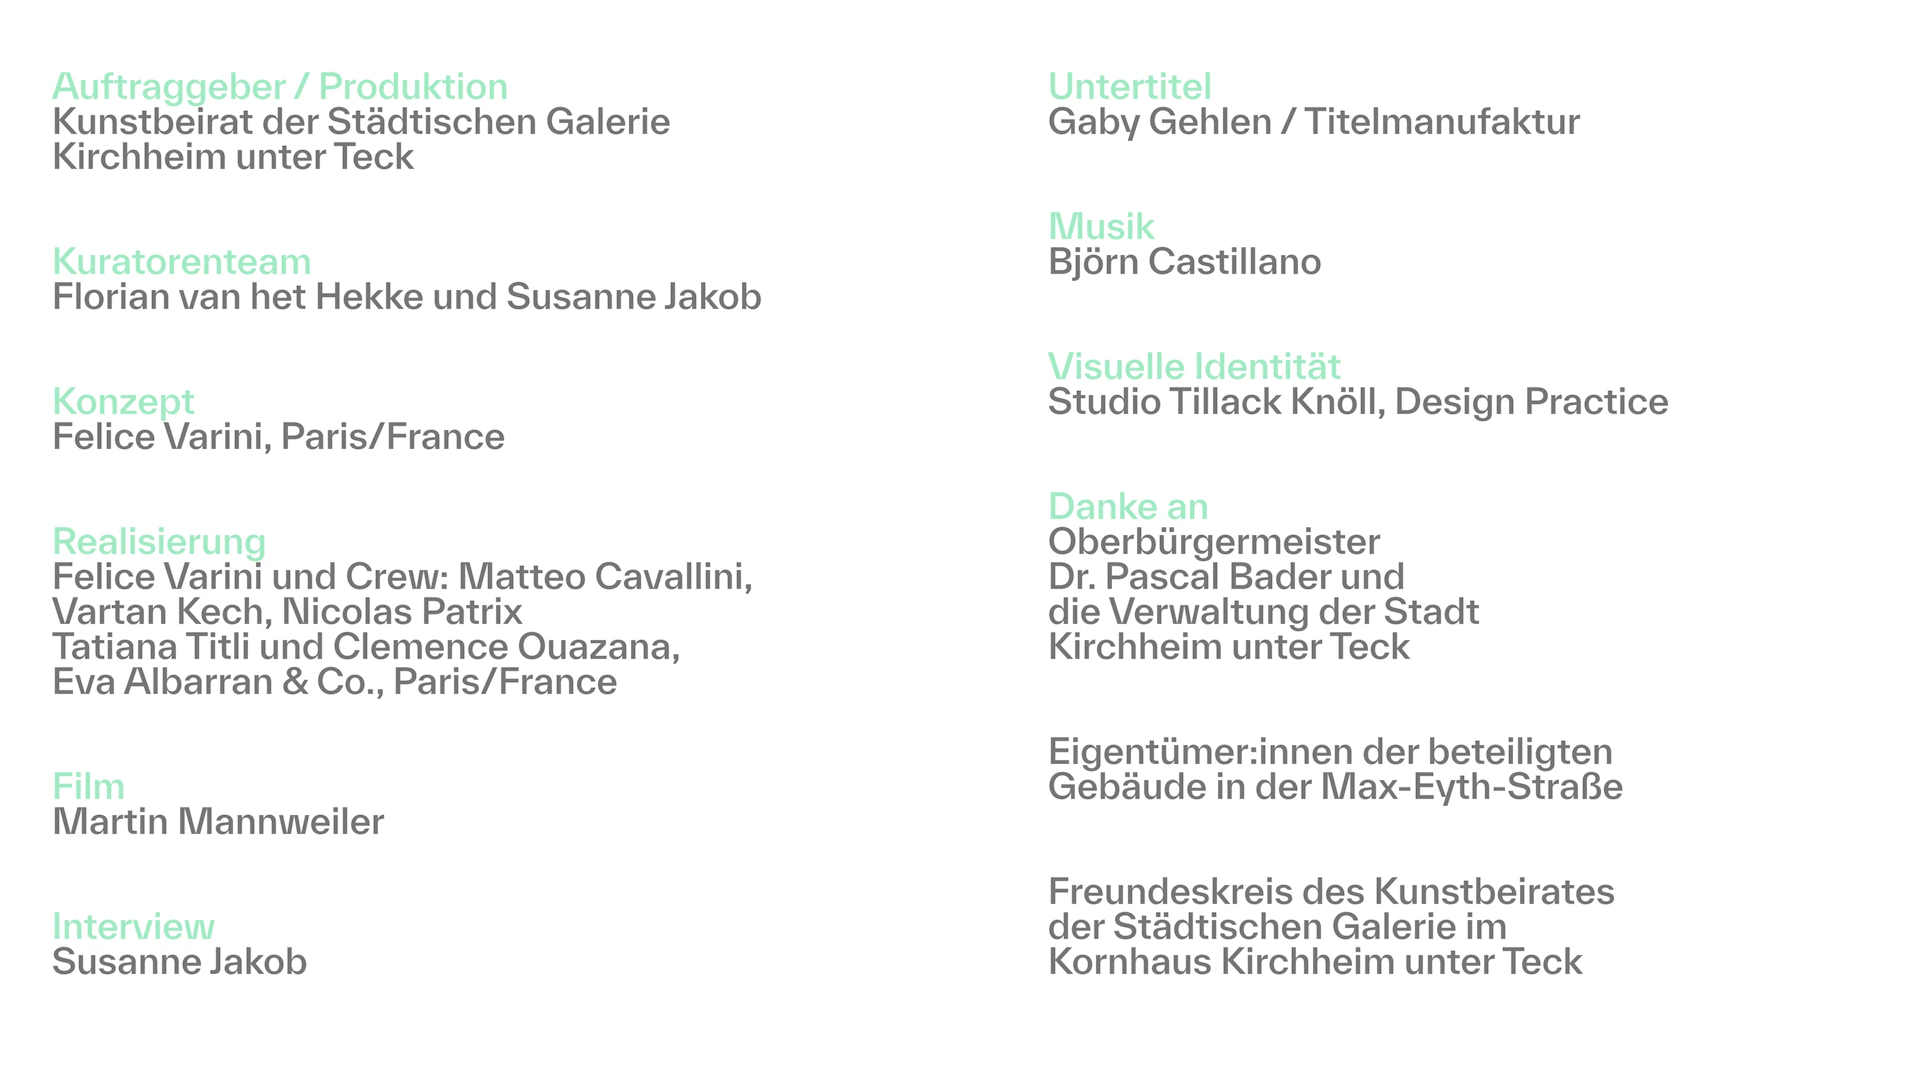 Auftraggeber / Produktion
Kunstbeirat der Städtischen Galerie
Kirchheim unter Teck
Kuratorenteam
Florian van het Hekke und Susanne Jakob
Konzept
Felice Varini, Paris/France
Realisierung
Felice Varini und Crew: Matteo Cavallini,
Vartan Kech, Nicolas Patrix
Tatiana Titli und Clemence Ouazana,
Eva Albarran & Co., Paris/France
Film
Martin Mannweiler
Interview
Susanne Jakob
Untertitel
Gaby Gehlen / Titelmanufaktur
Musik
Björn Castillano
Visuelle Identität
Studio Tillack Knöll, Design Practice
Danke an
Oberbürgermeister
Dr. Pascal Bader und
die Verwaltung der Stadt
Kirchheim unter Teck
Eigentümer:innen der beteiligten
Gebäude in der Max-Eyth-Straße
Freundeskreis des Kunstbeirates
der Städtischen Galerie im
Kornhaus Kirchheim unter Teck